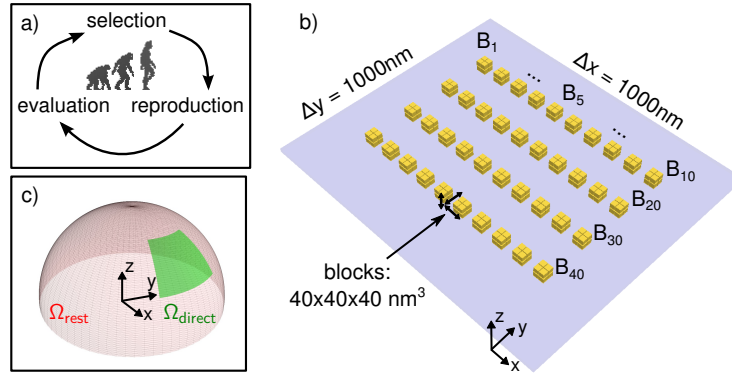 a)
selection
evaluation
reproduction
c)
z
y
x
Ωrest
Ωdirect
b)
Δy = 1000nm
Δx = 1000nm
B1
...
B5
...
B10
B20
B30
B40
blocks:
40x40x40 nm³
z
y
x